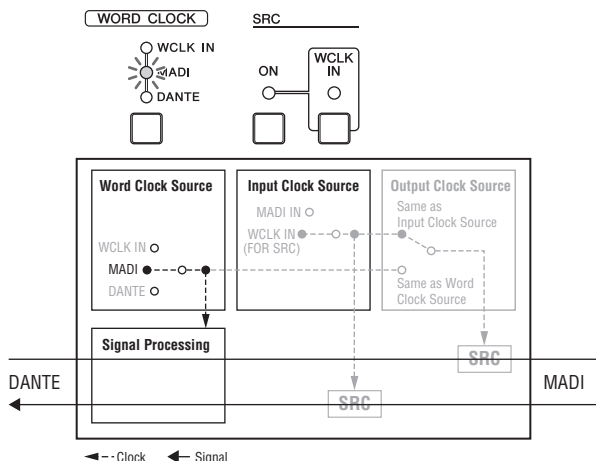 WORD CLOCK
SRC
WCLK IN
MADI
DANTE
ON
WCLK
IN
Word Clock Source
Input Clock Source
Output Clock Source
WCLK IN
MADI
DANTE
MADI IN
WCLK IN
(FOR SRC)
Same as
Input Clock Source
Same as Word
Clock Source
Signal Processing
SRC
SRC
DANTE
MADI
Clock
Signal